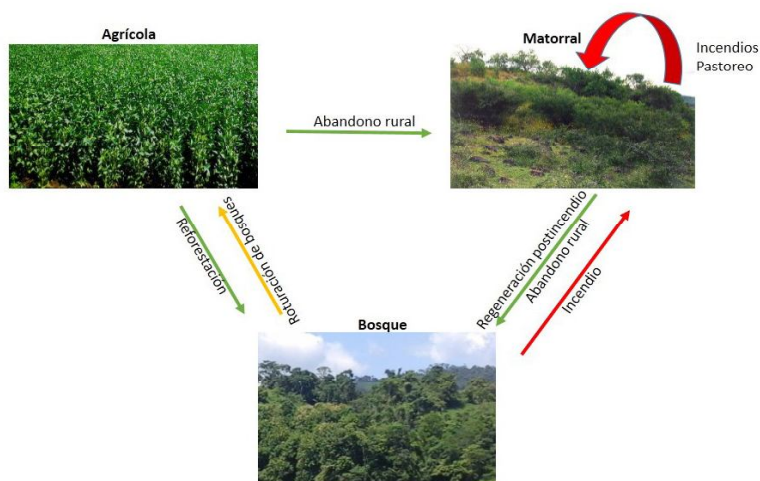 Agrícola
Matorral
Incendios
Pastoreo
Abandono rural
Reforestación
Roturación de bosques
Regeneración postincendio
Abandono rural
Incendio
Bosque